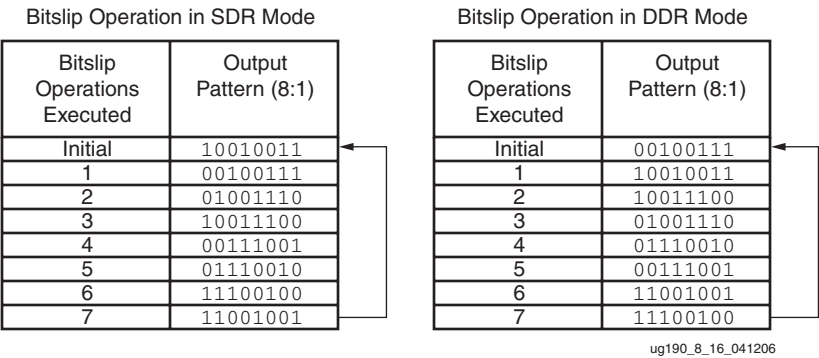 Bitslip Operation in SDR Mode
Bitslip Operations Executed Output Pattern (8:1)
Initial 10010011
1 00100111
2 01001110
3 10011100
4 00111001
5 01110010
6 11100100
7 11001001
Bitslip Operation in DDR Mode
Bitslip Operations Executed Output Pattern (8:1)
Initial 00100111
1 10010011
2 10011100
3 01001110
4 01110010
5 00111001
6 11001001
7 11100100
ug190_8_16_041206